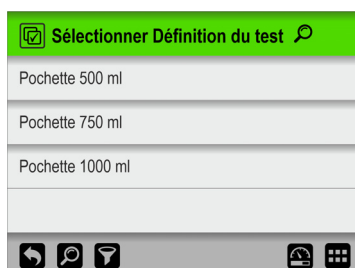 Sélectionner Définition du test
Pochette 500 ml
Pochette 750 ml
Pochette 1000 ml